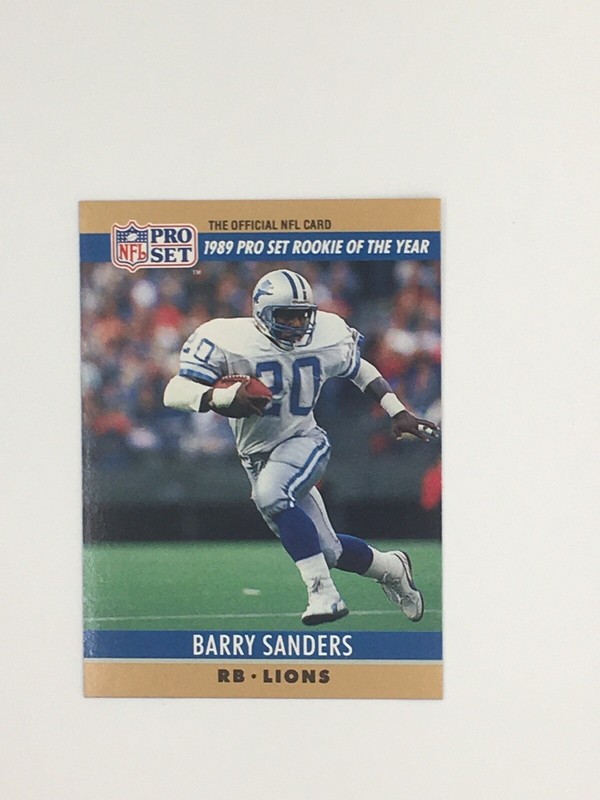 THE OFFICIAL NFL CARD
NFL PRO SET
TM
1989 PRO SET ROOKIE OF THE YEAR
20
20
BARRY SANDERS
RB · LIONS